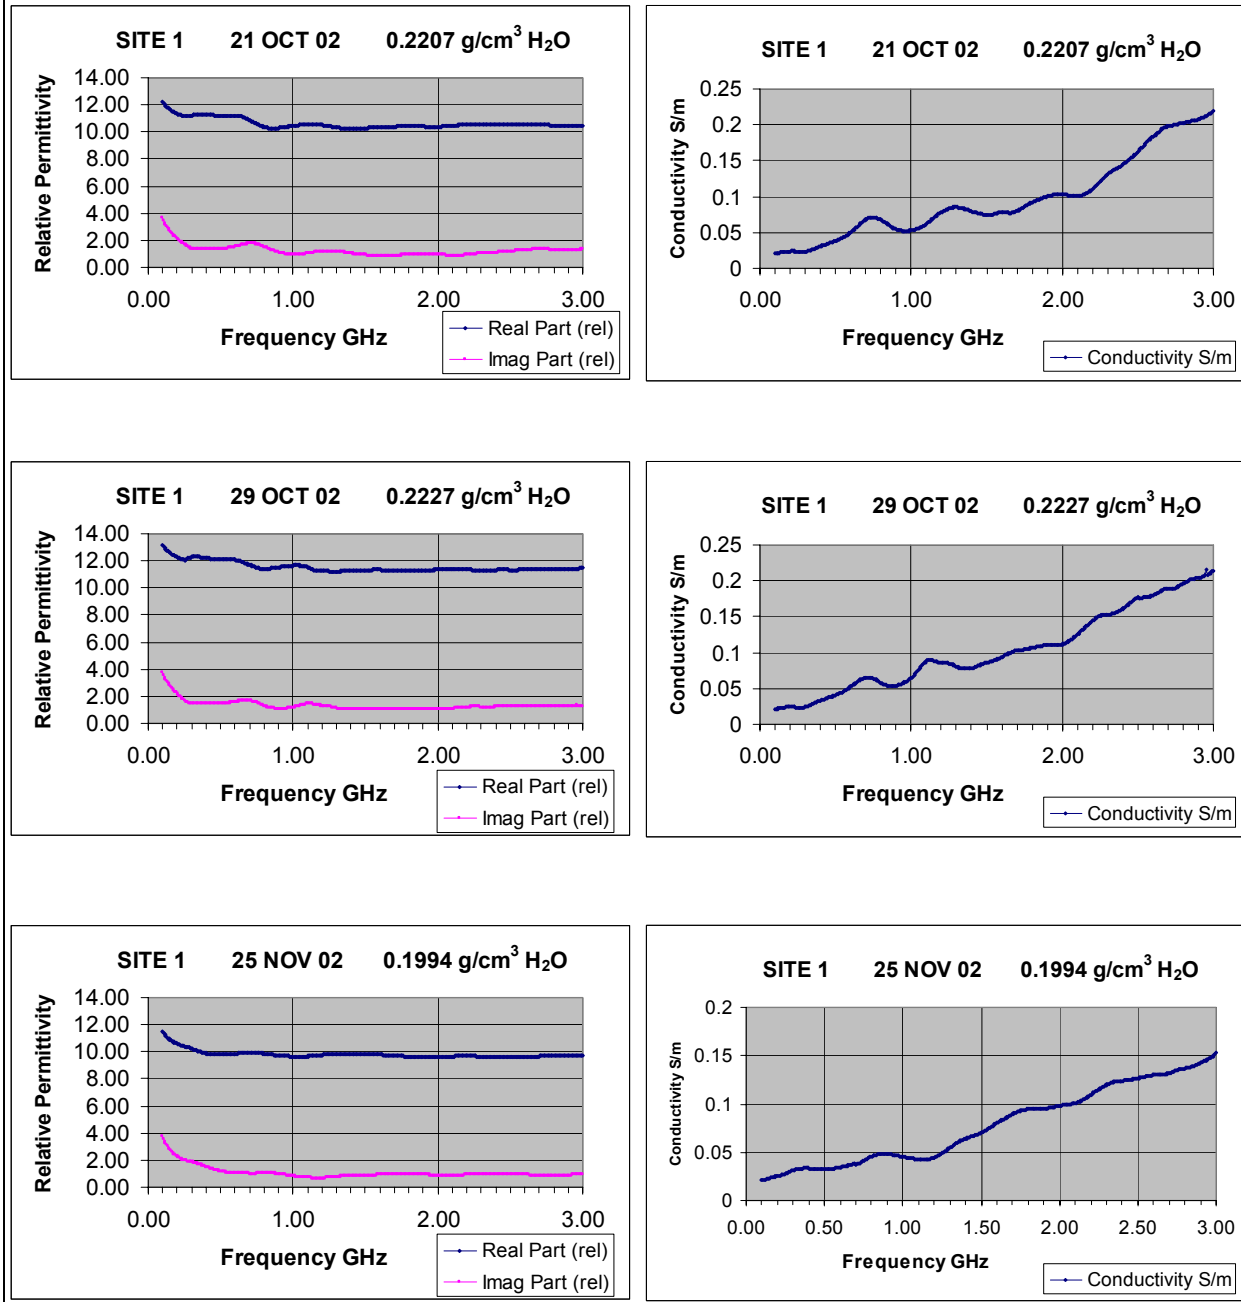 SITE 1 21 OCT 02 0.2207 g/cm³ H₂O
Relative Permittivity
14.00
12.00
10.00
8.00
6.00
4.00
2.00
0.00
0.00 1.00 2.00 3.00
Frequency GHz
Real Part (rel)
Imag Part (rel)
SITE 1 21 OCT 02 0.2207 g/cm³ H₂O
Conductivity S/m
0.25
0.2
0.15
0.1
0.05
0
0.00 1.00 2.00 3.00
Frequency GHz
Conductivity S/m
SITE 1 29 OCT 02 0.2227 g/cm³ H₂O
Relative Permittivity
14.00
12.00
10.00
8.00
6.00
4.00
2.00
0.00
0.00 1.00 2.00 3.00
Frequency GHz
Real Part (rel)
Imag Part (rel)
SITE 1 29 OCT 02 0.2227 g/cm³ H₂O
Conductivity S/m
0.25
0.2
0.15
0.1
0.05
0
0.00 1.00 2.00 3.00
Frequency GHz
Conductivity S/m
SITE 1 25 NOV 02 0.1994 g/cm³ H₂O
Relative Permittivity
14.00
12.00
10.00
8.00
6.00
4.00
2.00
0.00
0.00 1.00 2.00 3.00
Frequency GHz
Real Part (rel)
Imag Part (rel)
SITE 1 25 NOV 02 0.1994 g/cm³ H₂O
Conductivity S/m
0.2
0.15
0.1
0.05
0
0.00 0.50 1.00 1.50 2.00 2.50 3.00
Frequency GHz
Conductivity S/m